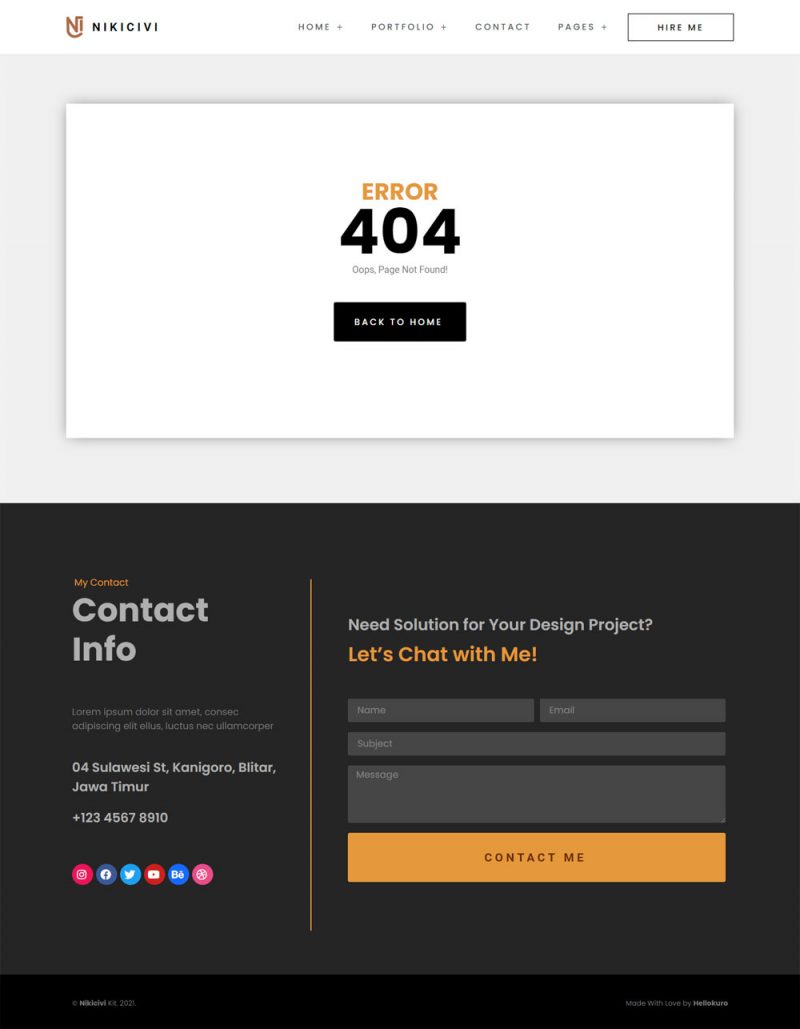 NIKICIVI
HOME + PORTFOLIO + CONTACT PAGES + HIRE ME
ERROR
404
Oops, Page Not Found!
BACK TO HOME
My Contact
Contact
Info
Lorem ipsum dolor sit amet, consec
adipiscing elit ellus, luctus nec ullamcorper
04 Sulawesi St, Kanigoro, Blitar,
Jawa Timur
+123 4567 8910
Bē
Need Solution for Your Design Project?
Let's Chat with Me!
Name Email
Subject
Message
CONTACT ME
© Nikicivi Kit. 2021.
Made With Love by Hellokuro